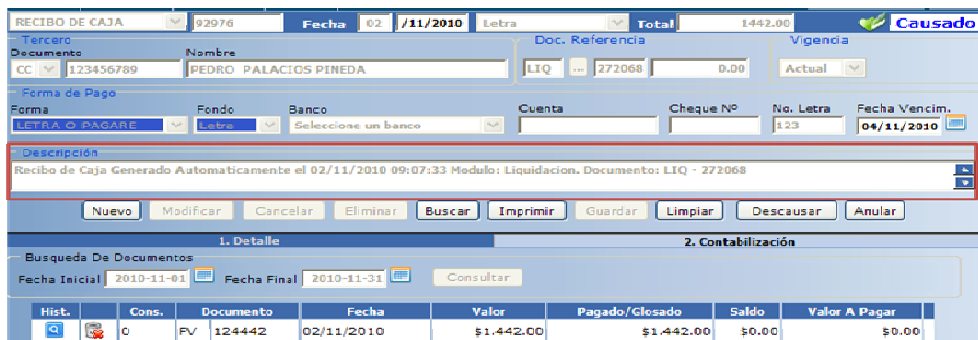 RECIBO DE CAJA 92976 Fecha 02 /11/2010 Letra Total 1442.00 Causado
Tercero Doc. Referencia Vigencia
Documento Nombre
CC 123456789 PEDRO PALACIOS PINEDA LIQ ... 272068 0.00 Actual
Forma de Pago
Forma Fondo Banco Cuenta Cheque Nº No. Letra Fecha Vencim.
LETRA O PAGARE Letra Seleccione un banco 123 04/11/2010
Descripción
Recibo de Caja Generado Automaticamente el 02/11/2010 09:07:33 Modulo: Liquidacion. Documento: LIQ - 272068
Nuevo Modificar Cancelar Eliminar Buscar Imprimir Guardar Limpiar Descausar Anular
1. Detalle 2. Contabilización
Busqueda De Documentos
Fecha Inicial 2010-11-01 Fecha Final 2010-11-31 Consultar
Hist. Cons. Documento Fecha Valor Pagado/Glosado Saldo Valor A Pagar
0 FV 124442 02/11/2010 $1.442.00 $1.442.00 $0.00 $0.00